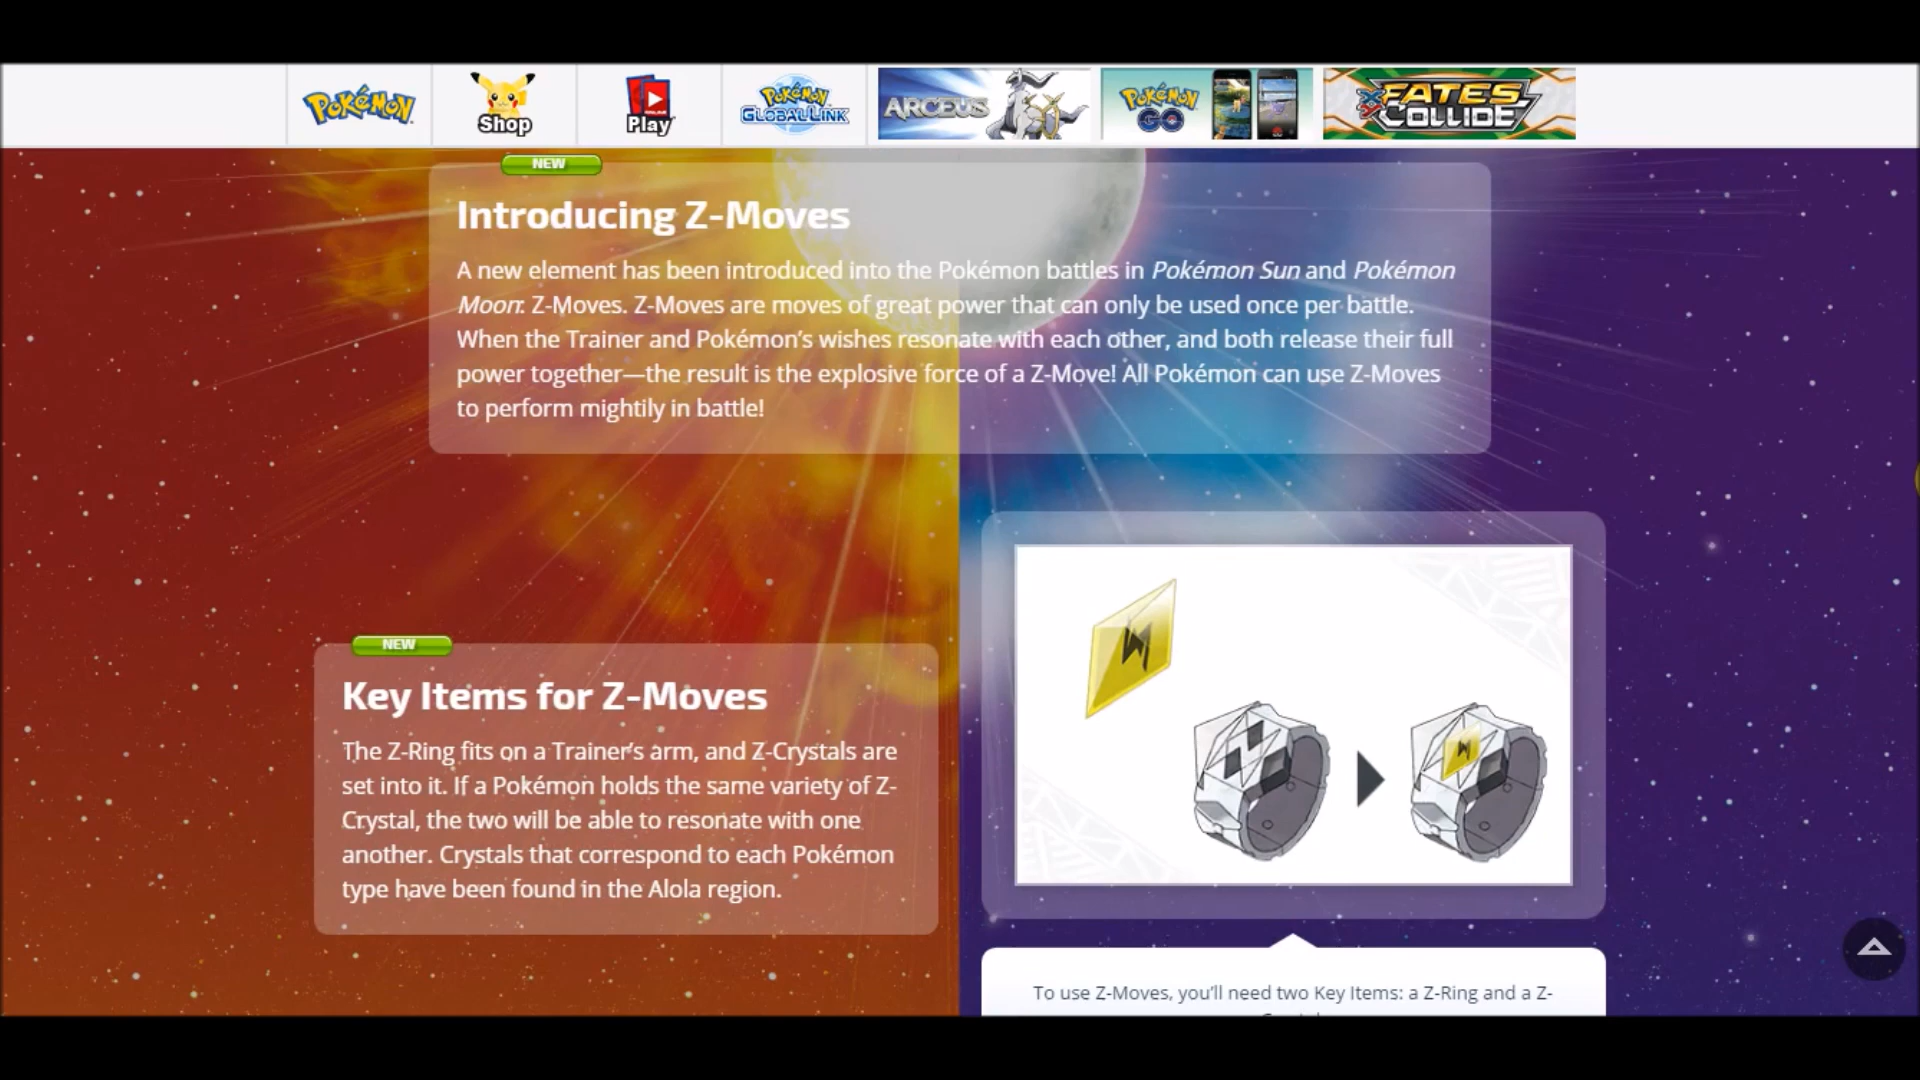 POKÉMON
Shop
Play
POKÉMON
GLOBAL LINK
ARCEUS
POKÉMON
GO
XY
FATES
COLLIDE
NEW
Introducing Z-Moves
A new element has been introduced into the Pokémon battles in Pokémon Sun and Pokémon
Moon: Z-Moves. Z-Moves are moves of great power that can only be used once per battle.
When the Trainer and Pokémon's wishes resonate with each other, and both release their full
power together—the result is the explosive force of a Z-Move! All Pokémon can use Z-Moves
to perform mightily in battle!
NEW
Key Items for Z-Moves
The Z-Ring fits on a Trainer's arm, and Z-Crystals are
set into it. If a Pokémon holds the same variety of Z-
Crystal, the two will be able to resonate with one
another. Crystals that correspond to each Pokémon
type have been found in the Alola region.
To use Z-Moves, you'll need two Key Items: a Z-Ring and a Z-